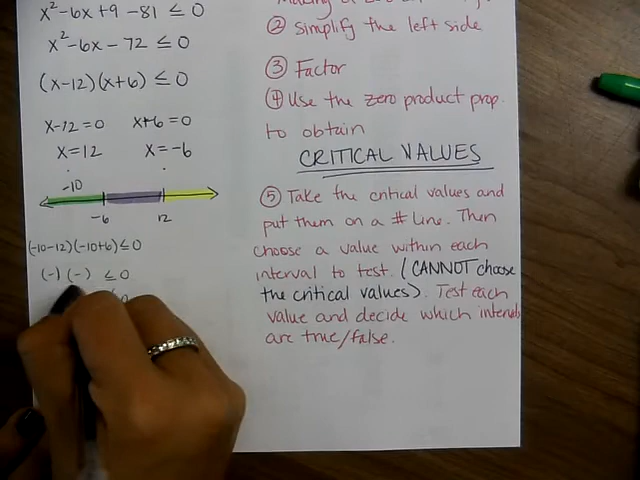 x² - 6x + 9 - 81 ≤ 0
x² - 6x - 72 ≤ 0
(x-12)(x+6) ≤ 0
x-12=0 x+6=0
x=12 x=-6
-10
-6 12
(-10-12)(-10+6) ≤ 0
(-)(-) ≤ 0
② simplify the left side
③ Factor
④ Use the zero product prop.
to obtain
CRITICAL VALUES
⑤ Take the critical values and
put them on a # line. Then
choose a value within each
interval to test. (CANNOT choose
the critical values). Test each
value and decide which intervals
are true/false.